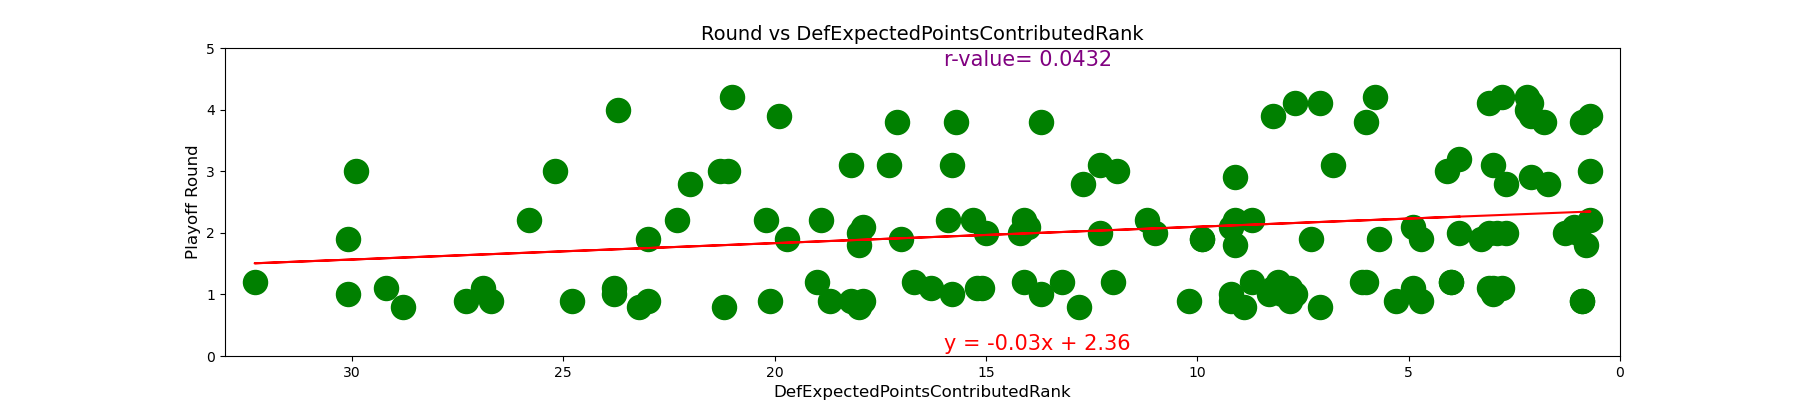 Round vs DefExpectedPointsContributedRank
r-value= 0.0432
5
4
3
2
1
0
Playoff Round
y = -0.03x + 2.36
30 25 20 15 10 5 0
DefExpectedPointsContributedRank